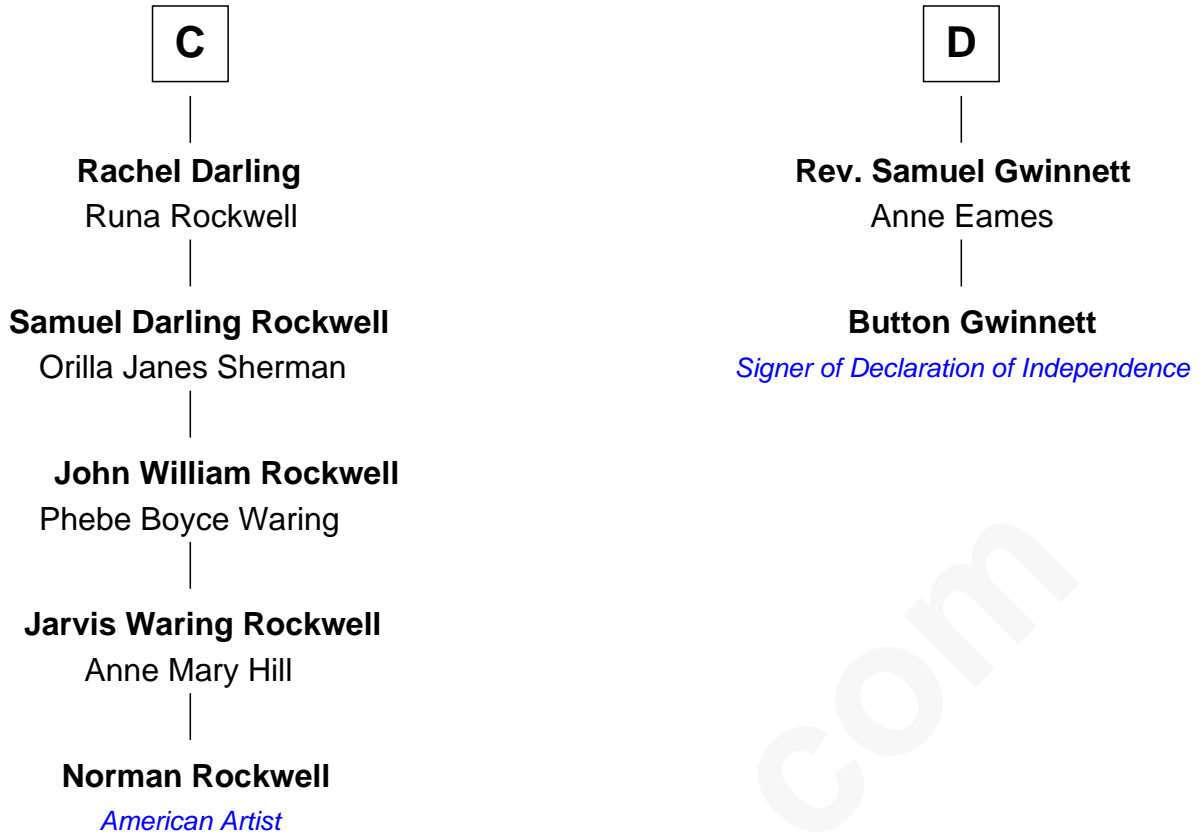 C
Rachel Darling
Runa Rockwell
Samuel Darling Rockwell
Orilla Janes Sherman
John William Rockwell
Phebe Boyce Waring
Jarvis Waring Rockwell
Anne Mary Hill
Norman Rockwell
American Artist
D
Rev. Samuel Gwinnett
Anne Eames
Button Gwinnett
Signer of Declaration of Independence
com